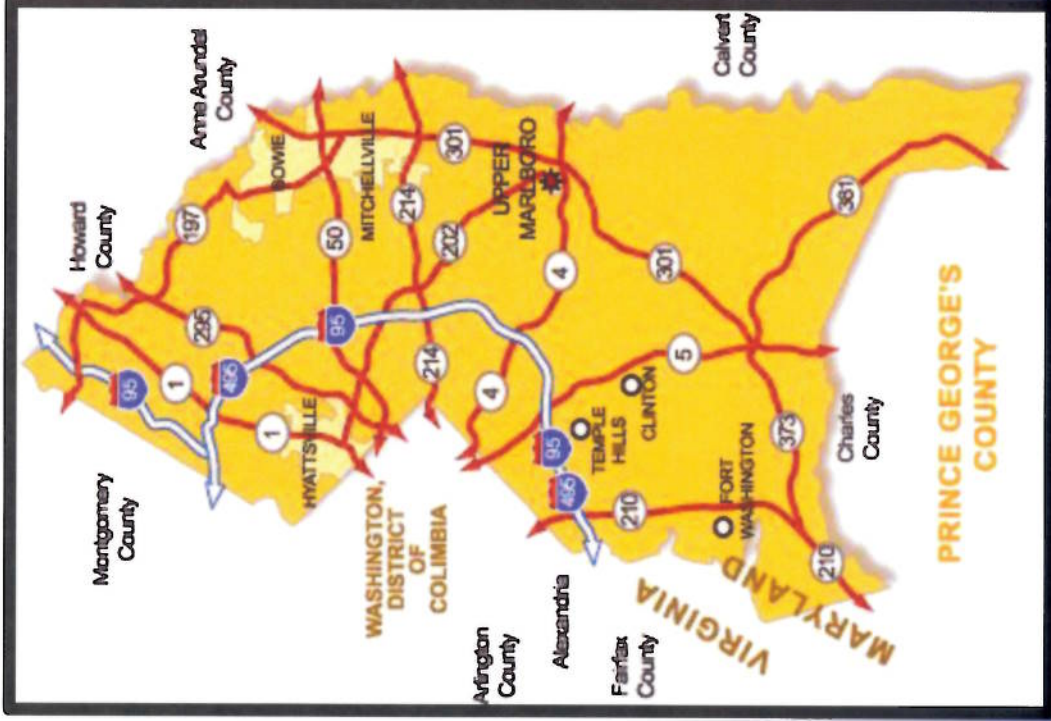 Howard
County
Anne Arundel
County
Montgomery
County
95
197
1
295
495
BOWIE
1
HYATTSVILLE
50
95
MITCHELLVILLE
WASHINGTON,
DISTRICT
OF
COLIMBIA
214
202
301
214
UPPER
MARLBORO
4
4
Arlington
County
Alexandria
95
495
TEMPLE
HILLS
CLINTON
301
5
210
Fairfax
County
VIRGINIA
MARYLAND
FORT
WASHINGTON
Calvert
County
373
381
210
Charles
County
PRINCE GEORGE'S
COUNTY